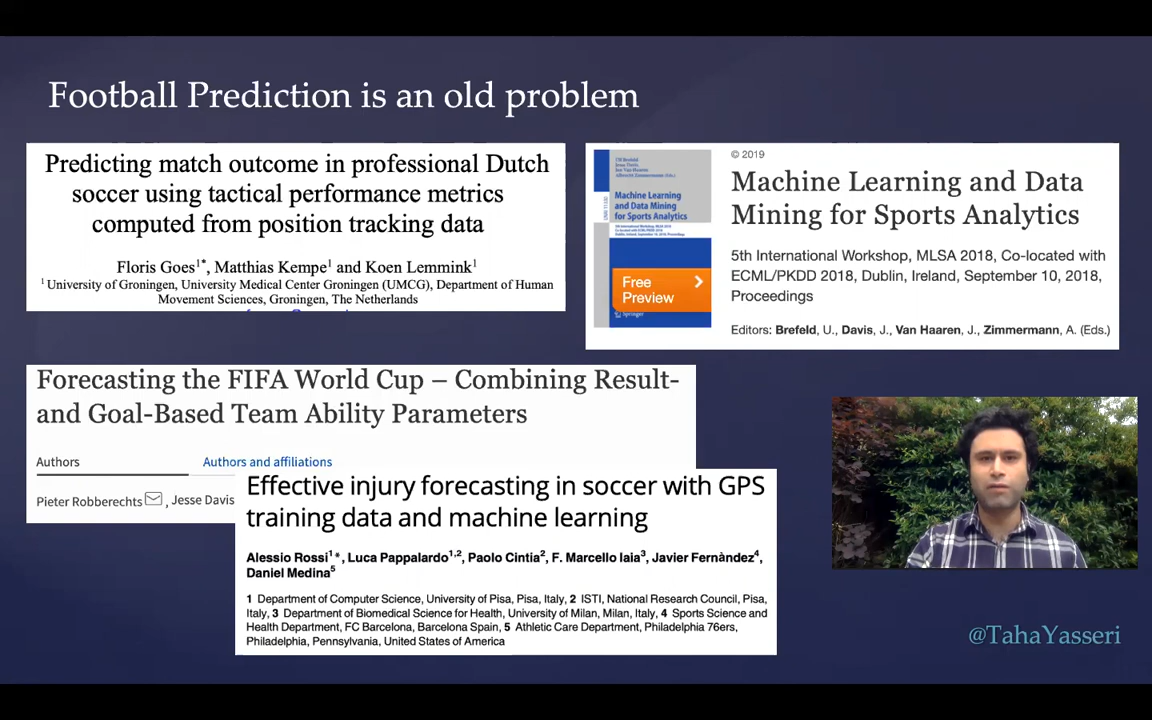 Football Prediction is an old problem
Predicting match outcome in professional Dutch
soccer using tactical performance metrics
computed from position tracking data
Floris Goes1*, Matthias Kempe1 and Koen Lemmink1
1 University of Groningen, University Medical Center Groningen (UMCG), Department of Human
Movement Sciences, Groningen, The Netherlands
Machine Learning
and Data Mining
for Sports Analytics
Free
Preview
Springer
© 2019
Machine Learning and Data
Mining for Sports Analytics
5th International Workshop, MLSA 2018, Co-located with
ECML/PKDD 2018, Dublin, Ireland, September 10, 2018,
Proceedings
Editors: Brefeld, U., Davis, J., Van Haaren, J., Zimmermann, A. (Eds.)
Forecasting the FIFA World Cup – Combining Result-
and Goal-Based Team Ability Parameters
Authors
Authors and affiliations
Pieter Robberechts , Jesse Davis
Effective injury forecasting in soccer with GPS
training data and machine learning
Alessio Rossi1*, Luca Pappalardo1,2, Paolo Cintia2, F. Marcello Iaia3, Javier Fernàndez4,
Daniel Medina5
1 Department of Computer Science, University of Pisa, Pisa, Italy, 2 ISTI, National Research Council, Pisa,
Italy, 3 Department of Biomedical Science for Health, University of Milan, Milan, Italy, 4 Sports Science and
Health Department, FC Barcelona, Barcelona Spain, 5 Athletic Care Department, Philadelphia 76ers,
Philadelphia, Pennsylvania, United States of America
@TahaYasseri